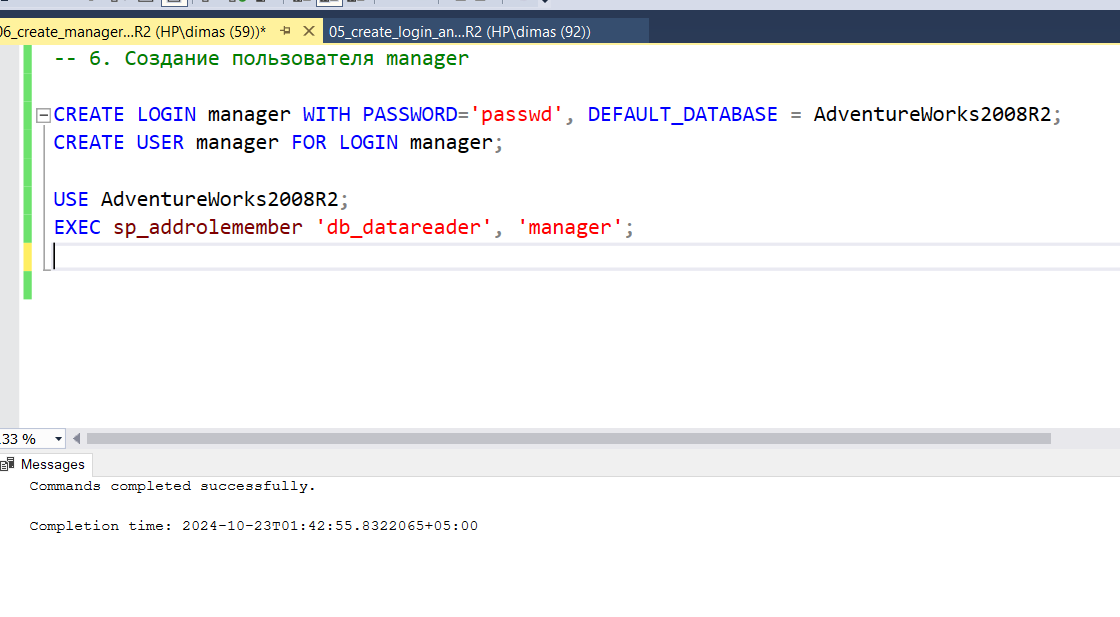 06_create_manager...R2 (HP\dimas (59))* 05_create_login_an...R2 (HP\dimas (92))
-- 6. Создание пользователя manager
CREATE LOGIN manager WITH PASSWORD='passwd', DEFAULT_DATABASE = AdventureWorks2008R2;
CREATE USER manager FOR LOGIN manager;
USE AdventureWorks2008R2;
EXEC sp_addrolemember 'db_datareader', 'manager';
133 %
Messages
Commands completed successfully.
Completion time: 2024-10-23T01:42:55.8322065+05:00